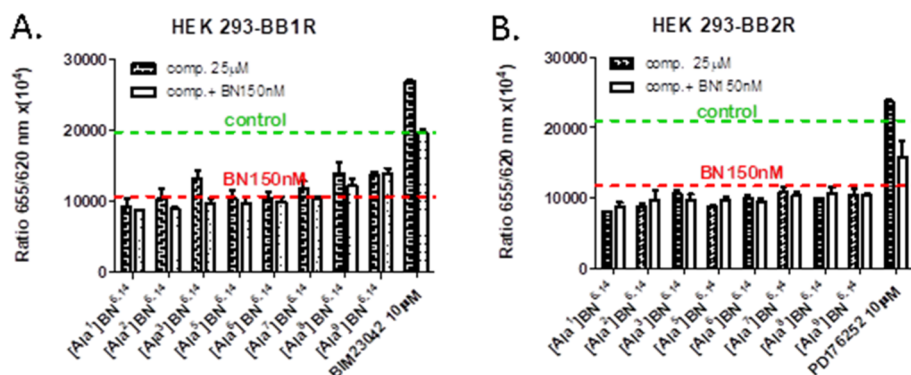 A.
HEK 293-BB1R
comp. 25µM
comp.+ BN150nM
30000
20000
10000
0
Ratio 655/620 nm x(10⁴)
control
BN150nM
[Ala¹]BN⁶,¹⁴
[Ala²]BN⁶,¹⁴
[Ala³]BN⁶,¹⁴
[Ala⁵]BN⁶,¹⁴
[Ala⁶]BN⁶,¹⁴
[Ala⁷]BN⁶,¹⁴
[Ala⁸]BN⁶,¹⁴
[Ala⁹]BN⁶,¹⁴
BIM23042 10µM
B.
HEK 293-BB2R
comp. 25µM
comp.+ BN150nM
30000
20000
10000
0
Ratio 655/620 nm x(10⁴)
control
BN150nM
[Ala¹]BN⁶,¹⁴
[Ala²]BN⁶,¹⁴
[Ala³]BN⁶,¹⁴
[Ala⁵]BN⁶,¹⁴
[Ala⁶]BN⁶,¹⁴
[Ala⁷]BN⁶,¹⁴
[Ala⁸]BN⁶,¹⁴
[Ala⁹]BN⁶,¹⁴
PD176252 10µM